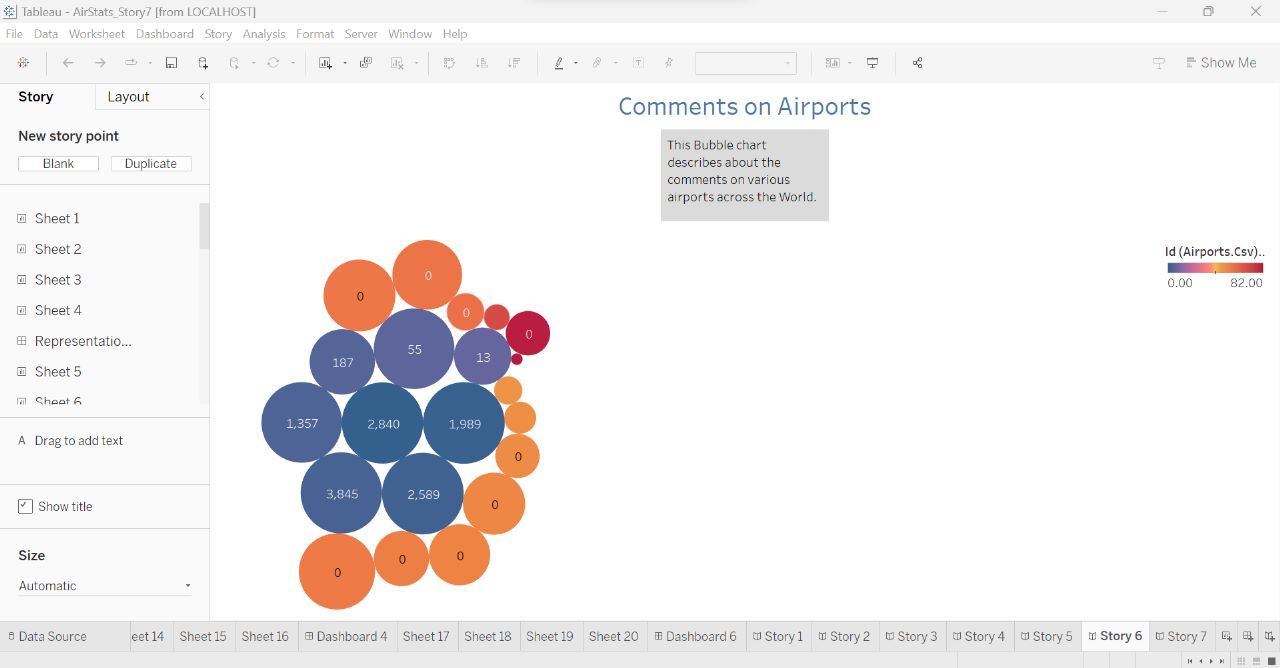 Tableau - AirStats_Story7 [from LOCALHOST]
File Data Worksheet Dashboard Story Analysis Format Server Window Help
Show Me
Story Layout
New story point
Blank Duplicate
Sheet 1
Sheet 2
Sheet 3
Sheet 4
Representatio...
Sheet 5
Sheet 6
A Drag to add text
Show title
Size
Automatic
Comments on Airports
This Bubble chart
describes about the
comments on various
airports across the World.
0
0
0
0
187
55
13
1,357
2,840
1,989
0
3,845
2,589
0
0
0
0
Id (Airports.Csv)..
0.00 82.00
Data Source eet 14 Sheet 15 Sheet 16 Dashboard 4 Sheet 17 Sheet 18 Sheet 19 Sheet 20 Dashboard 6 Story 1 Story 2 Story 3 Story 4 Story 5 Story 6 Story 7